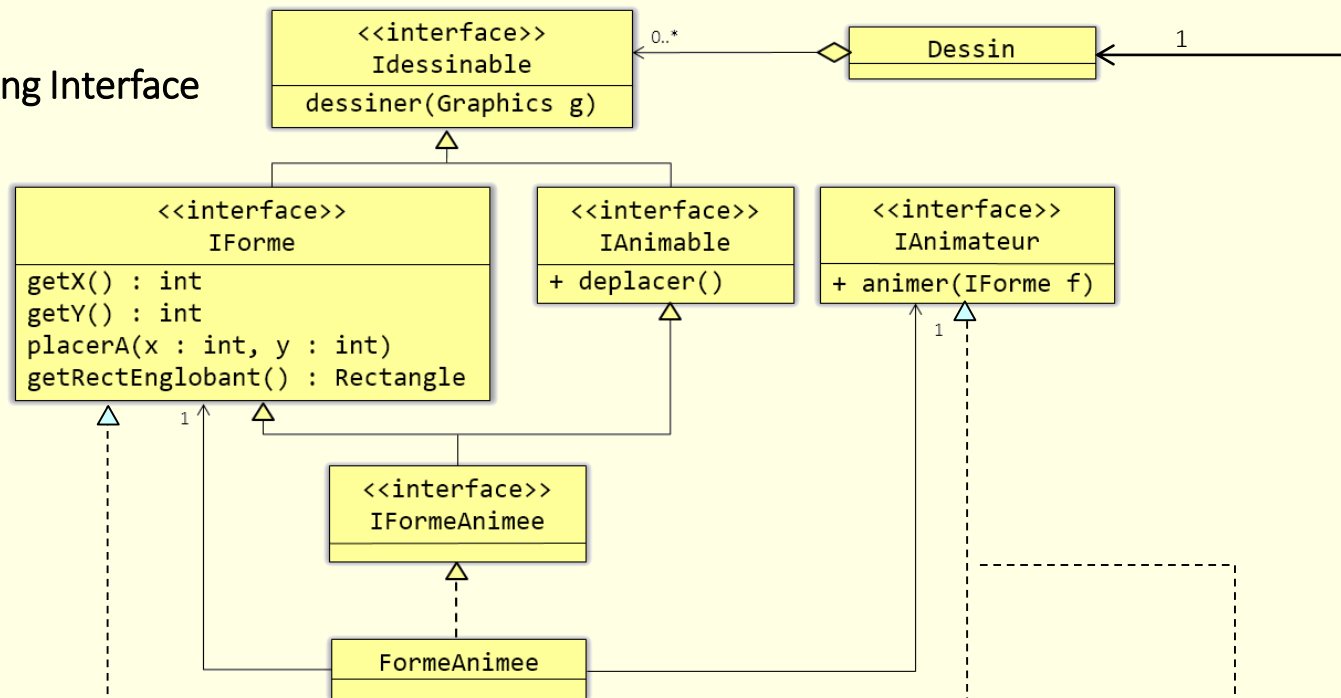 <<interface>>
Idessinable
dessiner(Graphics g)
0..*
Dessin
1
ng Interface
<<interface>>
IForme
getX() : int
getY() : int
placerA(x : int, y : int)
getRectEnglobant() : Rectangle
<<interface>>
IAnimable
+ deplacer()
<<interface>>
IAnimateur
+ animer(IForme f)
1
1
<<interface>>
IFormeAnimee
FormeAnimee